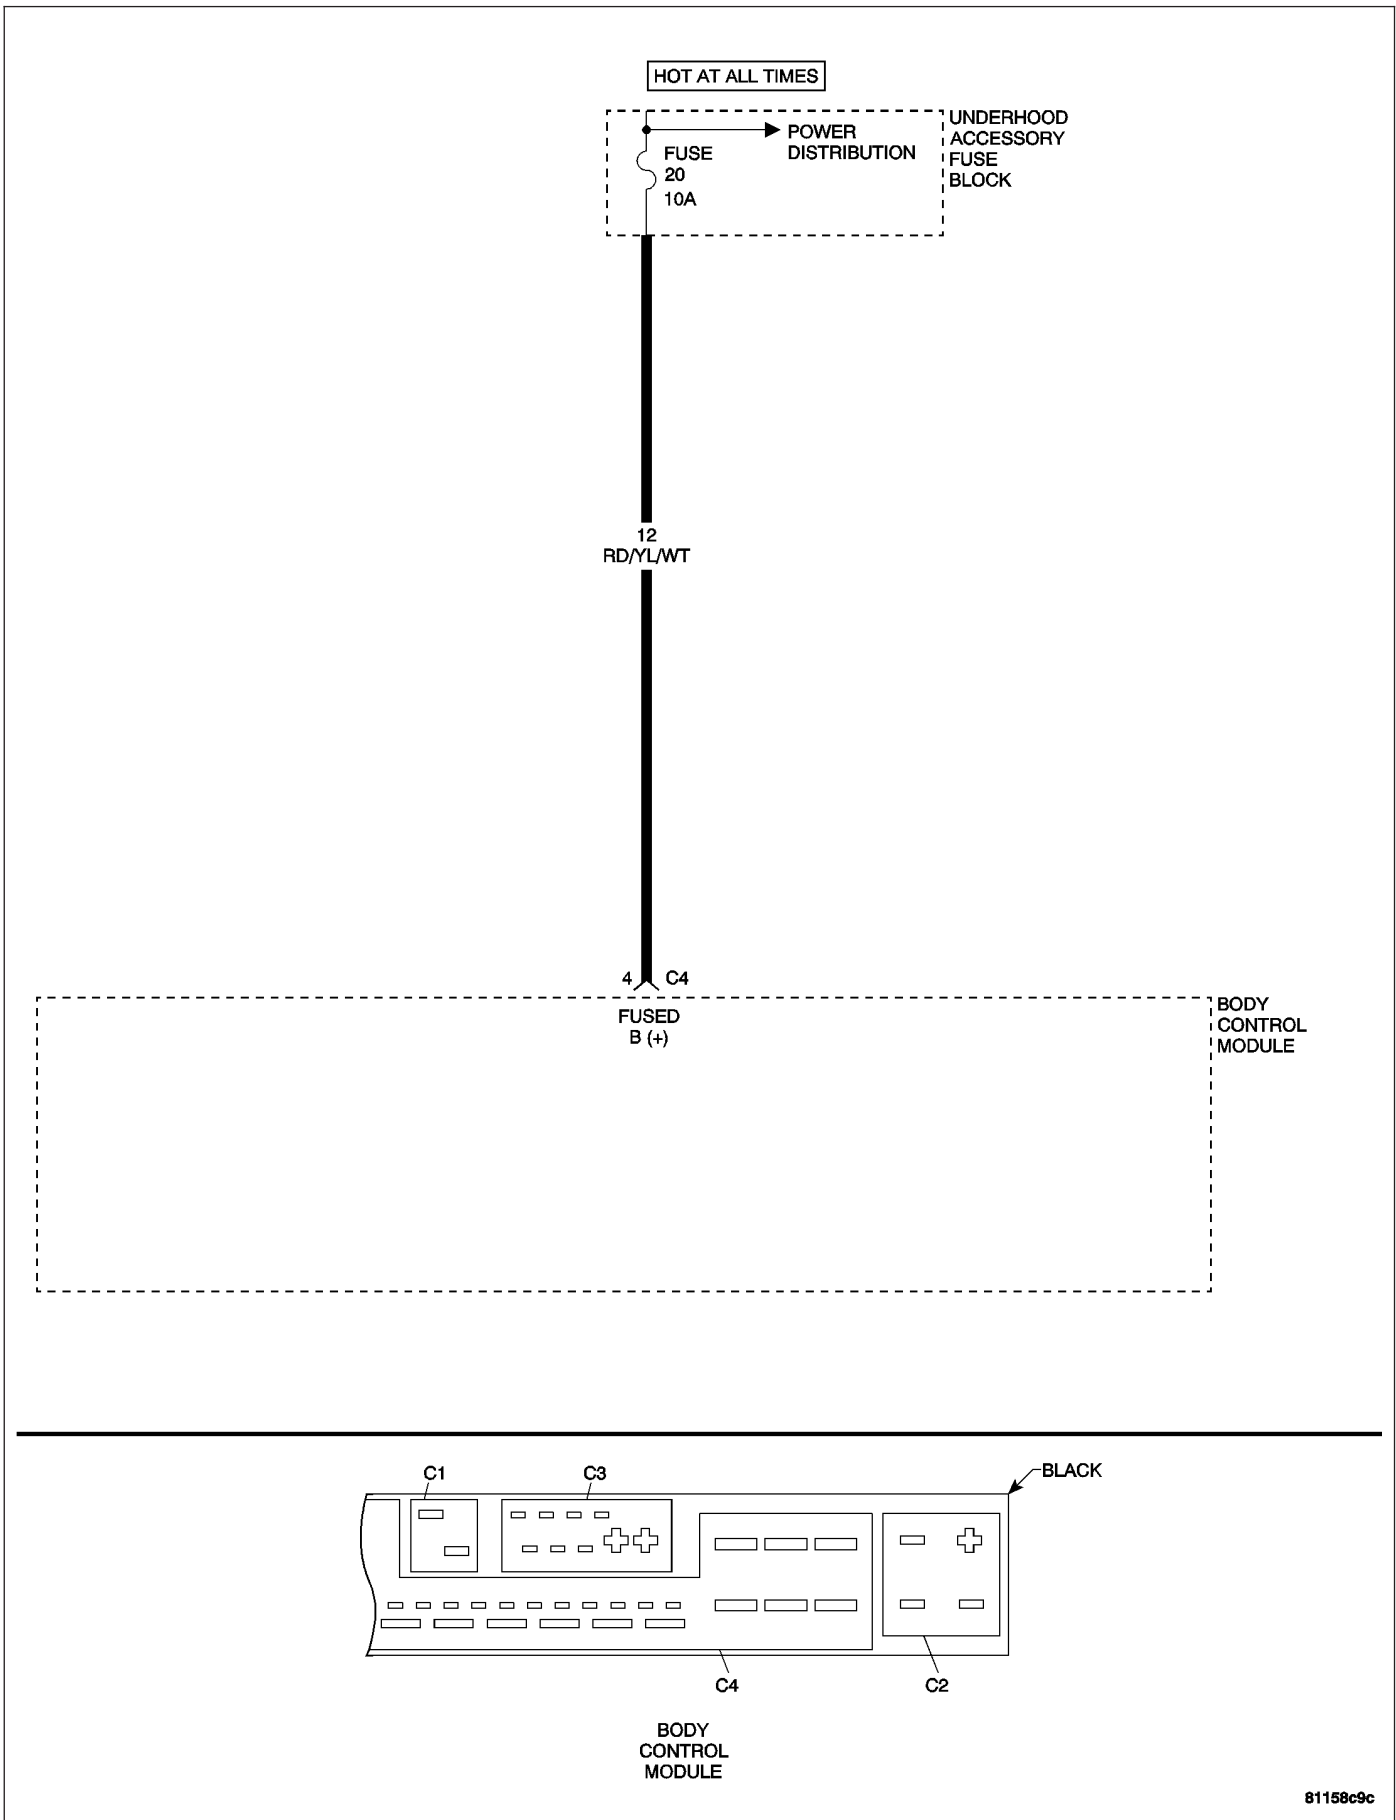 HOT AT ALL TIMES
UNDERHOOD
ACCESSORY
FUSE
BLOCK
POWER
DISTRIBUTION
FUSE
20
10A
12
RD/YL/WT
4
C4
FUSED
B (+)
BODY
CONTROL
MODULE
C1
C3
BLACK
C4
C2
BODY
CONTROL
MODULE
81158c9c